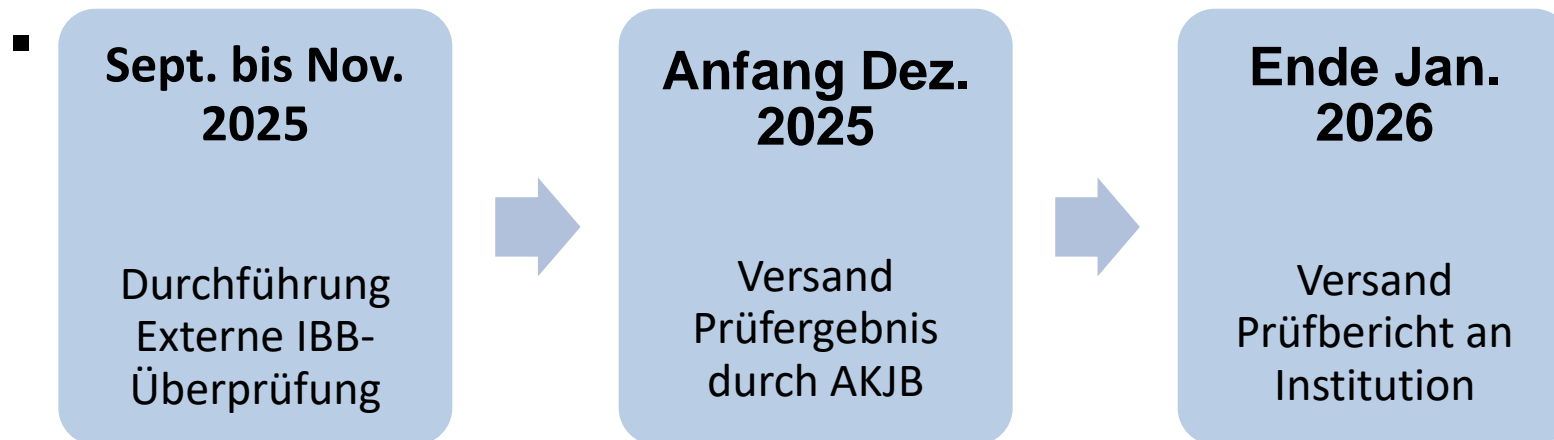 Sept. bis Nov.
2025
Durchführung
Externe IBB-
Überprüfung
Anfang Dez.
2025
Versand
Prüfergebnis
durch AKJB
Ende Jan.
2026
Versand
Prüfbericht an
Institution